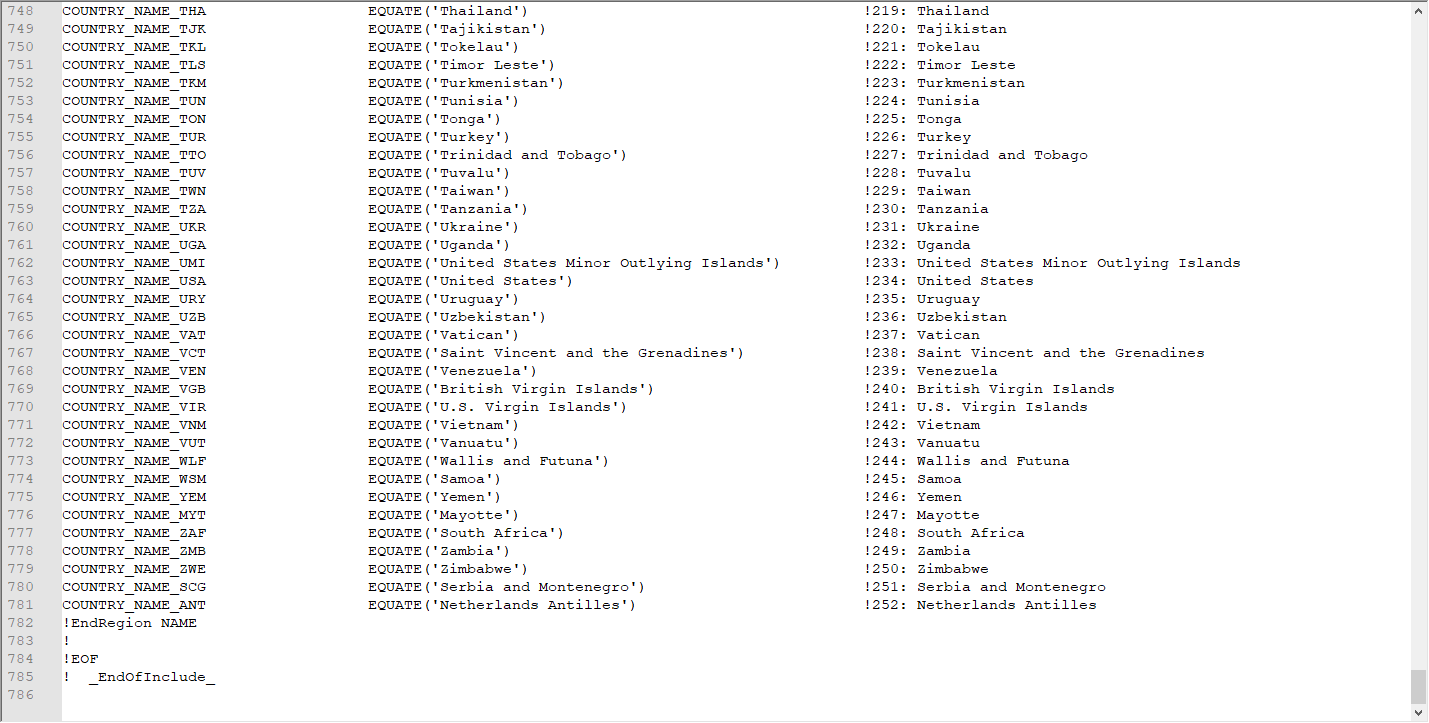 748 COUNTRY_NAME_THA EQUATE('Thailand') !219: Thailand
749 COUNTRY_NAME_TJK EQUATE('Tajikistan') !220: Tajikistan
750 COUNTRY_NAME_TKL EQUATE('Tokelau') !221: Tokelau
751 COUNTRY_NAME_TLS EQUATE('Timor Leste') !222: Timor Leste
752 COUNTRY_NAME_TKM EQUATE('Turkmenistan') !223: Turkmenistan
753 COUNTRY_NAME_TUN EQUATE('Tunisia') !224: Tunisia
754 COUNTRY_NAME_TON EQUATE('Tonga') !225: Tonga
755 COUNTRY_NAME_TUR EQUATE('Turkey') !226: Turkey
756 COUNTRY_NAME_TTO EQUATE('Trinidad and Tobago') !227: Trinidad and Tobago
757 COUNTRY_NAME_TUV EQUATE('Tuvalu') !228: Tuvalu
758 COUNTRY_NAME_TWN EQUATE('Taiwan') !229: Taiwan
759 COUNTRY_NAME_TZA EQUATE('Tanzania') !230: Tanzania
760 COUNTRY_NAME_UKR EQUATE('Ukraine') !231: Ukraine
761 COUNTRY_NAME_UGA EQUATE('Uganda') !232: Uganda
762 COUNTRY_NAME_UMI EQUATE('United States Minor Outlying Islands') !233: United States Minor Outlying Islands
763 COUNTRY_NAME_USA EQUATE('United States') !234: United States
764 COUNTRY_NAME_URY EQUATE('Uruguay') !235: Uruguay
765 COUNTRY_NAME_UZB EQUATE('Uzbekistan') !236: Uzbekistan
766 COUNTRY_NAME_VAT EQUATE('Vatican') !237: Vatican
767 COUNTRY_NAME_VCT EQUATE('Saint Vincent and the Grenadines') !238: Saint Vincent and the Grenadines
768 COUNTRY_NAME_VEN EQUATE('Venezuela') !239: Venezuela
769 COUNTRY_NAME_VGB EQUATE('British Virgin Islands') !240: British Virgin Islands
770 COUNTRY_NAME_VIR EQUATE('U.S. Virgin Islands') !241: U.S. Virgin Islands
771 COUNTRY_NAME_VNM EQUATE('Vietnam') !242: Vietnam
772 COUNTRY_NAME_VUT EQUATE('Vanuatu') !243: Vanuatu
773 COUNTRY_NAME_WLF EQUATE('Wallis and Futuna') !244: Wallis and Futuna
774 COUNTRY_NAME_WSM EQUATE('Samoa') !245: Samoa
775 COUNTRY_NAME_YEM EQUATE('Yemen') !246: Yemen
776 COUNTRY_NAME_MYT EQUATE('Mayotte') !247: Mayotte
777 COUNTRY_NAME_ZAF EQUATE('South Africa') !248: South Africa
778 COUNTRY_NAME_ZMB EQUATE('Zambia') !249: Zambia
779 COUNTRY_NAME_ZWE EQUATE('Zimbabwe') !250: Zimbabwe
780 COUNTRY_NAME_SCG EQUATE('Serbia and Montenegro') !251: Serbia and Montenegro
781 COUNTRY_NAME_ANT EQUATE('Netherlands Antilles') !252: Netherlands Antilles
782 !EndRegion NAME
783 !
784 !EOF
785 ! _EndOfInclude_
786